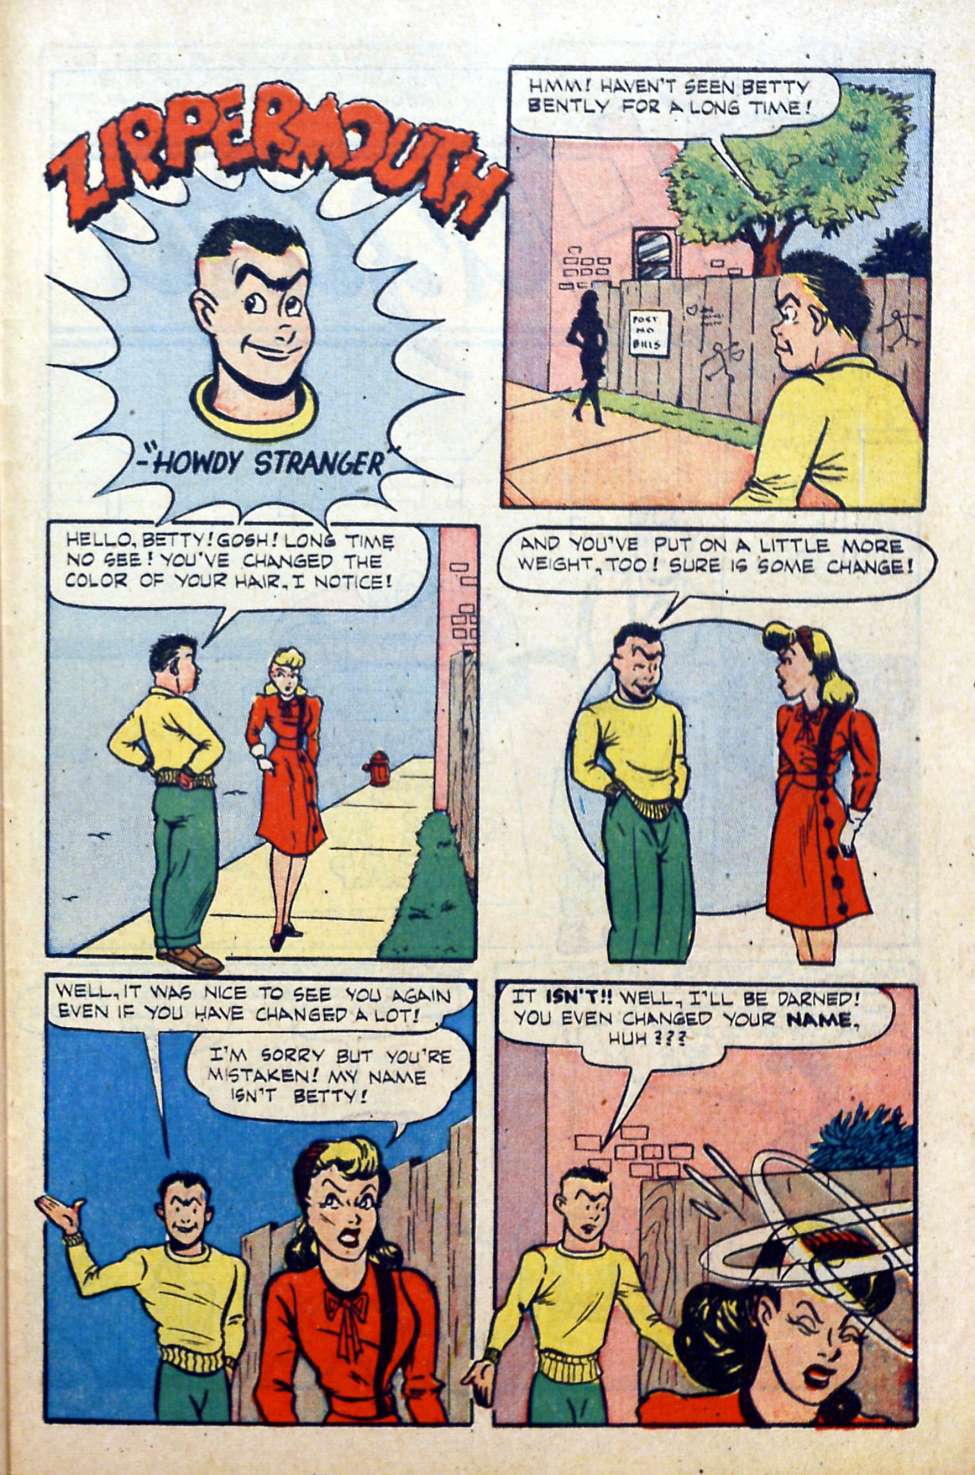 ZIPPERMOUTH
-"HOWDY STRANGER"
HMM! HAVEN'T SEEN BETTY
BENTLY FOR A LONG TIME!
POST
NO
BILLS
HELLO, BETTY! GOSH! LONG TIME
NO SEE! YOU'VE CHANGED THE
COLOR OF YOUR HAIR, I NOTICE!
AND YOU'VE PUT ON A LITTLE MORE
WEIGHT, TOO! SURE IS SOME CHANGE!
WELL, IT WAS NICE TO SEE YOU AGAIN
EVEN IF YOU HAVE CHANGED A LOT!
I'M SORRY BUT YOU'RE
MISTAKEN! MY NAME
ISN'T BETTY!
IT ISN'T!! WELL, I'LL BE DARNED!
YOU EVEN CHANGED YOUR NAME,
HUH ???